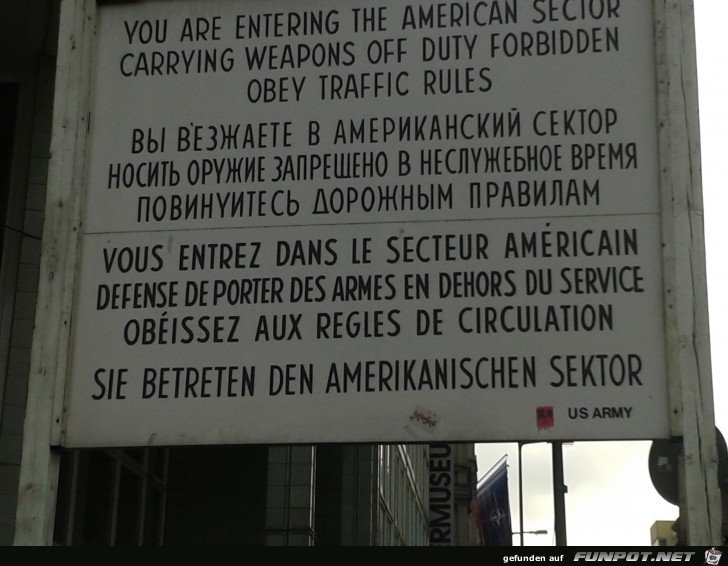 YOU ARE ENTERING THE AMERICAN SECTOR
CARRYING WEAPONS OFF DUTY FORBIDDEN
OBEY TRAFFIC RULES
ВЫ ВЪЕЗЖАЕТЕ В АМЕРИКАНСКИЙ СЕКТОР
НОСИТЬ ОРУЖИЕ ЗАПРЕЩЕНО В НЕСЛУЖЕБНОЕ ВРЕМЯ
ПОВИНУИТЕСЬ ДОРОЖНЫМ ПРАВИЛАМ
VOUS ENTREZ DANS LE SECTEUR AMÉRICAIN
DEFENSE DE PORTER DES ARMES EN DEHORS DU SERVICE
OBÉISSEZ AUX REGLES DE CIRCULATION
SIE BETRETEN DEN AMERIKANISCHEN SEKTOR
US ARMY
ERMUSEU
gefunden auf FUNPOT.NET